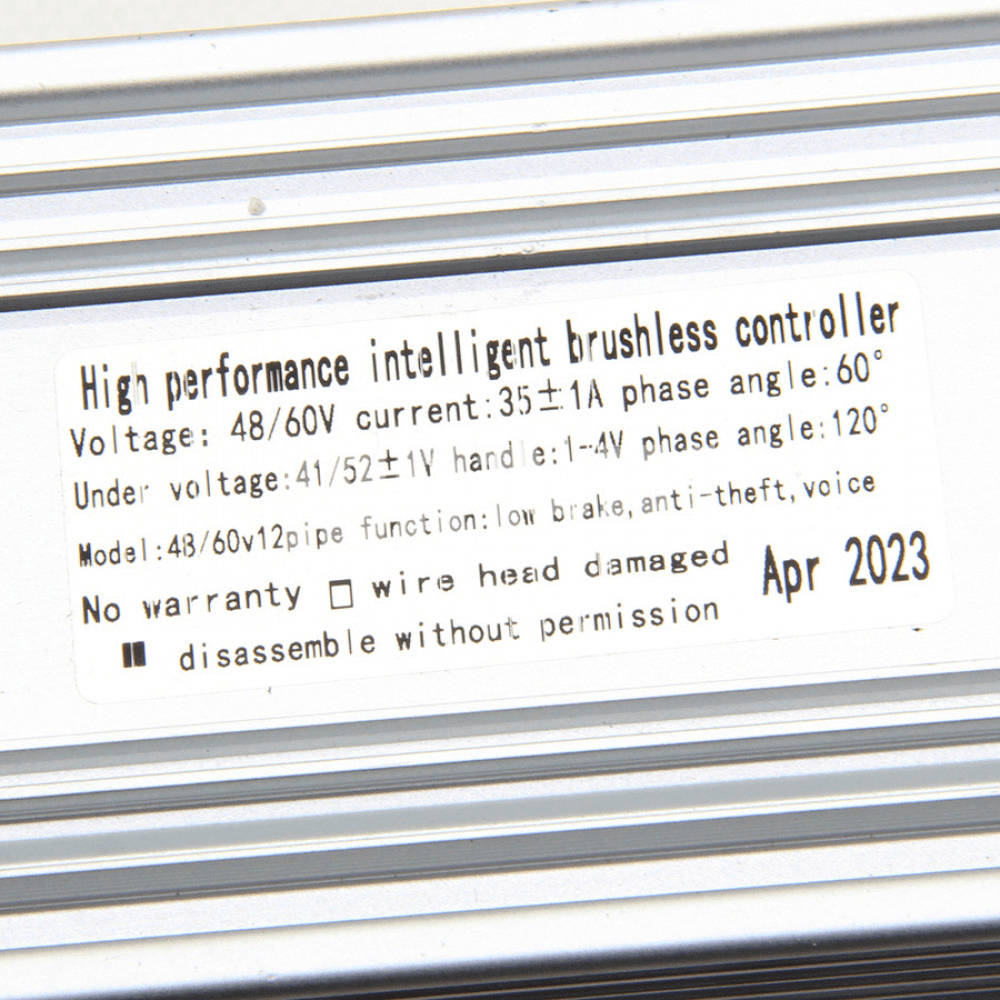 High performance intelligent brushless controller
Voltage: 48/60V current:35±1A phase angle:60°
Under voltage:41/52±1V handle:1--4V phase angle:120°
Model:48/60v12pipe function:low brake,anti-theft,voice
No warranty □ wire head damaged
Apr 2023
■ disassemble without permission